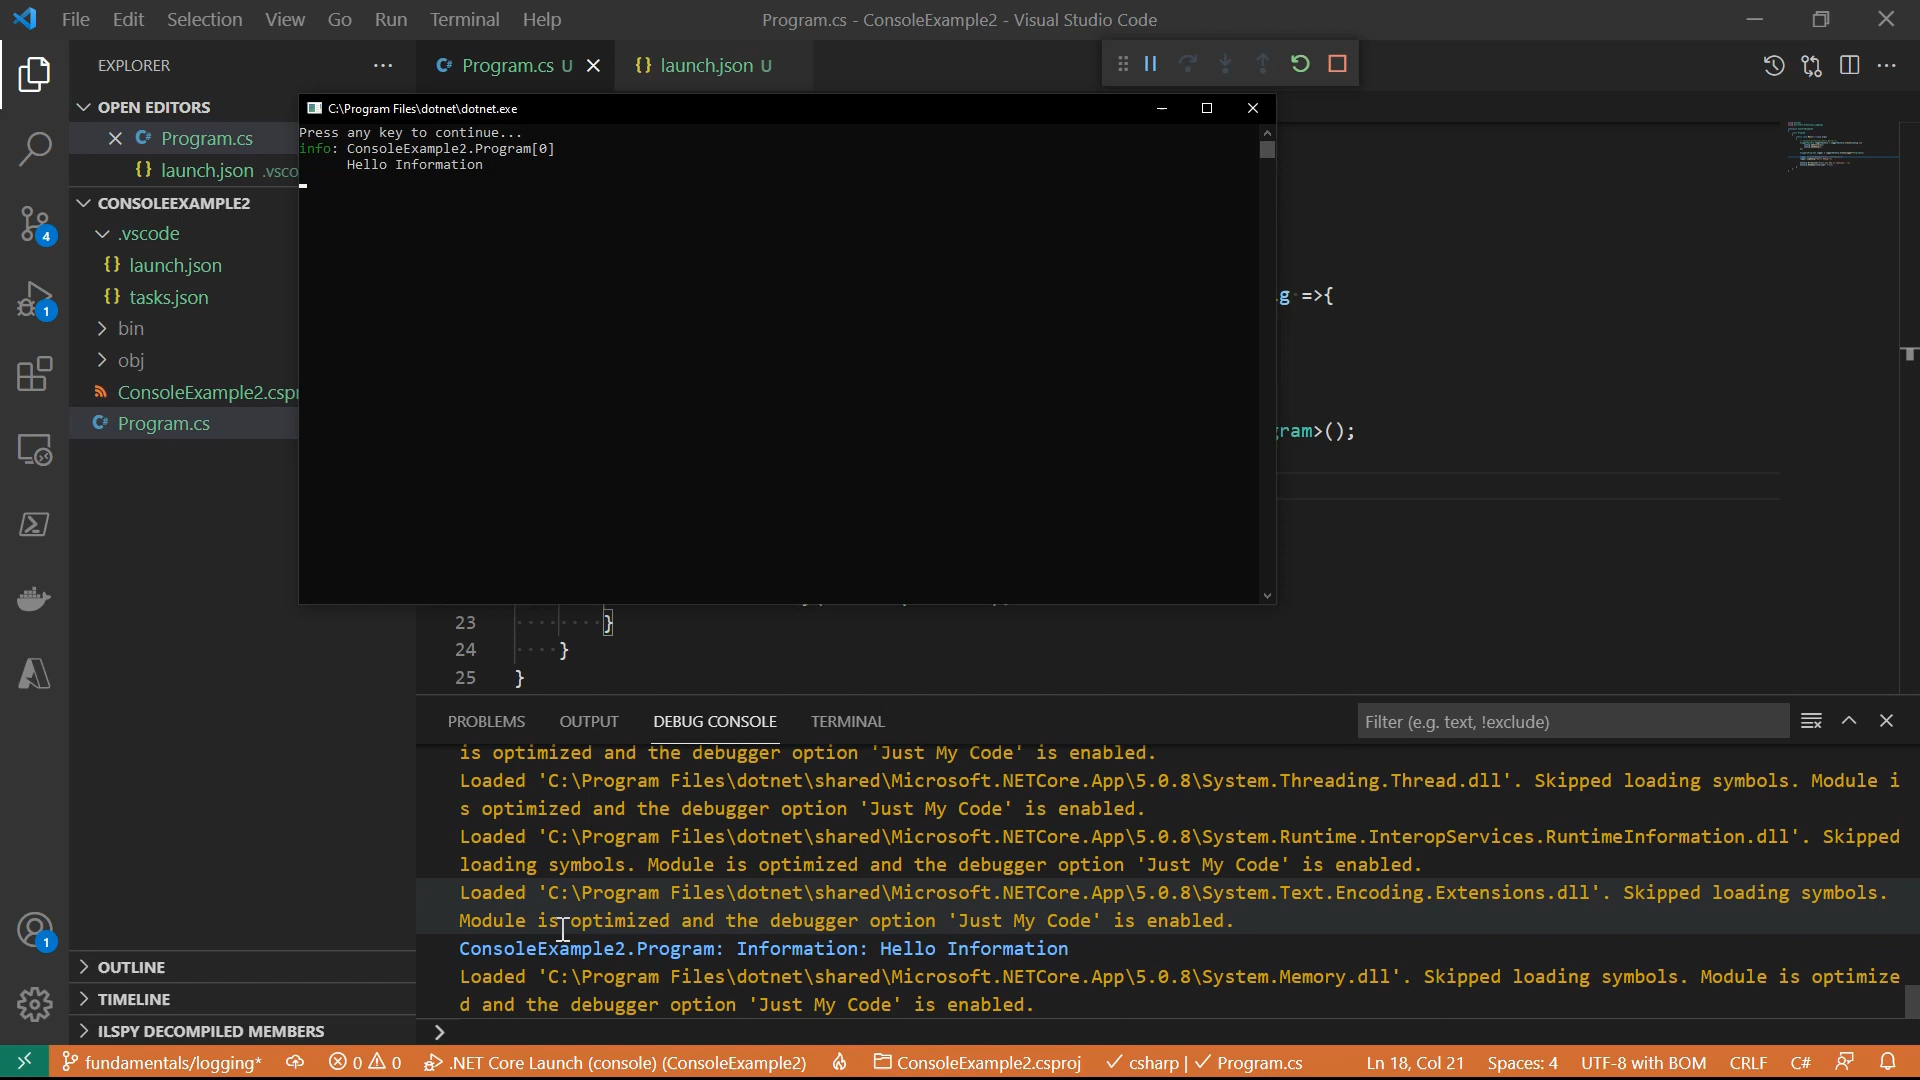 File Edit Selection View Go Run Terminal Help
Program.cs - ConsoleExample2 - Visual Studio Code
EXPLORER
Program.cs U
launch.json U
OPEN EDITORS
Program.cs
launch.json .vsco
CONSOLEEXAMPLE2
.vscode
launch.json
tasks.json
bin
obj
ConsoleExample2.cspr
Program.cs
4
1
1
OUTLINE
TIMELINE
ILSPY DECOMPILED MEMBERS
C:\Program Files\dotnet\dotnet.exe
Press any key to continue...
info: ConsoleExample2.Program[0]
Hello Information
g =>{
ram>();
23 }
24 }
25 }
PROBLEMS OUTPUT DEBUG CONSOLE TERMINAL
Filter (e.g. text, !exclude)
is optimized and the debugger option 'Just My Code' is enabled.
Loaded 'C:\Program Files\dotnet\shared\Microsoft.NETCore.App\5.0.8\System.Threading.Thread.dll'. Skipped loading symbols. Module i
s optimized and the debugger option 'Just My Code' is enabled.
Loaded 'C:\Program Files\dotnet\shared\Microsoft.NETCore.App\5.0.8\System.Runtime.InteropServices.RuntimeInformation.dll'. Skipped
loading symbols. Module is optimized and the debugger option 'Just My Code' is enabled.
Loaded 'C:\Program Files\dotnet\shared\Microsoft.NETCore.App\5.0.8\System.Text.Encoding.Extensions.dll'. Skipped loading symbols.
Module is optimized and the debugger option 'Just My Code' is enabled.
ConsoleExample2.Program: Information: Hello Information
Loaded 'C:\Program Files\dotnet\shared\Microsoft.NETCore.App\5.0.8\System.Memory.dll'. Skipped loading symbols. Module is optimize
d and the debugger option 'Just My Code' is enabled.
fundamentals/logging* 0 0 .NET Core Launch (console) (ConsoleExample2) ConsoleExample2.csproj csharp | Program.cs Ln 18, Col 21 Spaces: 4 UTF-8 with BOM CRLF C#